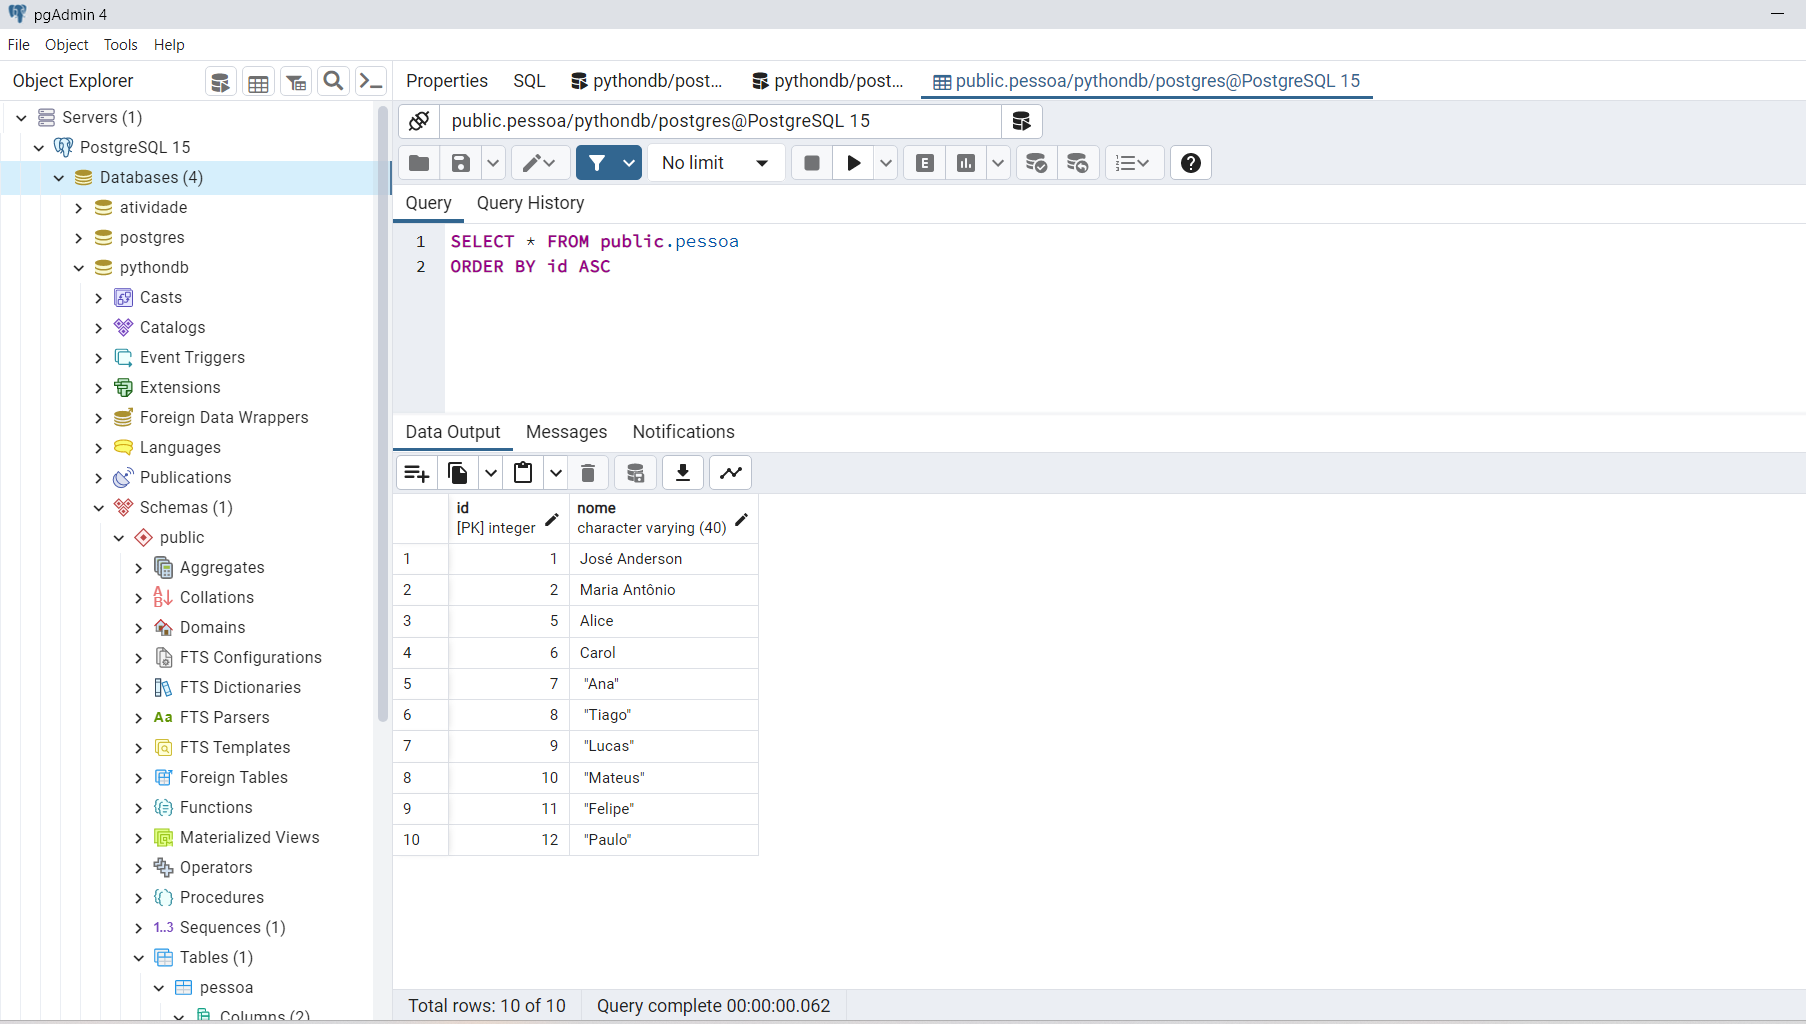 pgAdmin 4
File Object Tools Help
Object Explorer
Servers (1)
PostgreSQL 15
Databases (4)
atividade
postgres
pythondb
Casts
Catalogs
Event Triggers
Extensions
Foreign Data Wrappers
Languages
Publications
Schemas (1)
public
Aggregates
Collations
Domains
FTS Configurations
FTS Dictionaries
FTS Parsers
FTS Templates
Foreign Tables
Functions
Materialized Views
Operators
Procedures
1..3 Sequences (1)
Tables (1)
pessoa
Columns (2)
Properties SQL pythondb/post... pythondb/post... public.pessoa/pythondb/postgres@PostgreSQL 15
public.pessoa/pythondb/postgres@PostgreSQL 15
No limit
Query Query History
1 SELECT * FROM public.pessoa
2 ORDER BY id ASC
Data Output Messages Notifications
id nome
[PK] integer character varying (40)
1 1 José Anderson
2 2 Maria Antônio
3 5 Alice
4 6 Carol
5 7 "Ana"
6 8 "Tiago"
7 9 "Lucas"
8 10 "Mateus"
9 11 "Felipe"
10 12 "Paulo"
Total rows: 10 of 10 Query complete 00:00:00.062